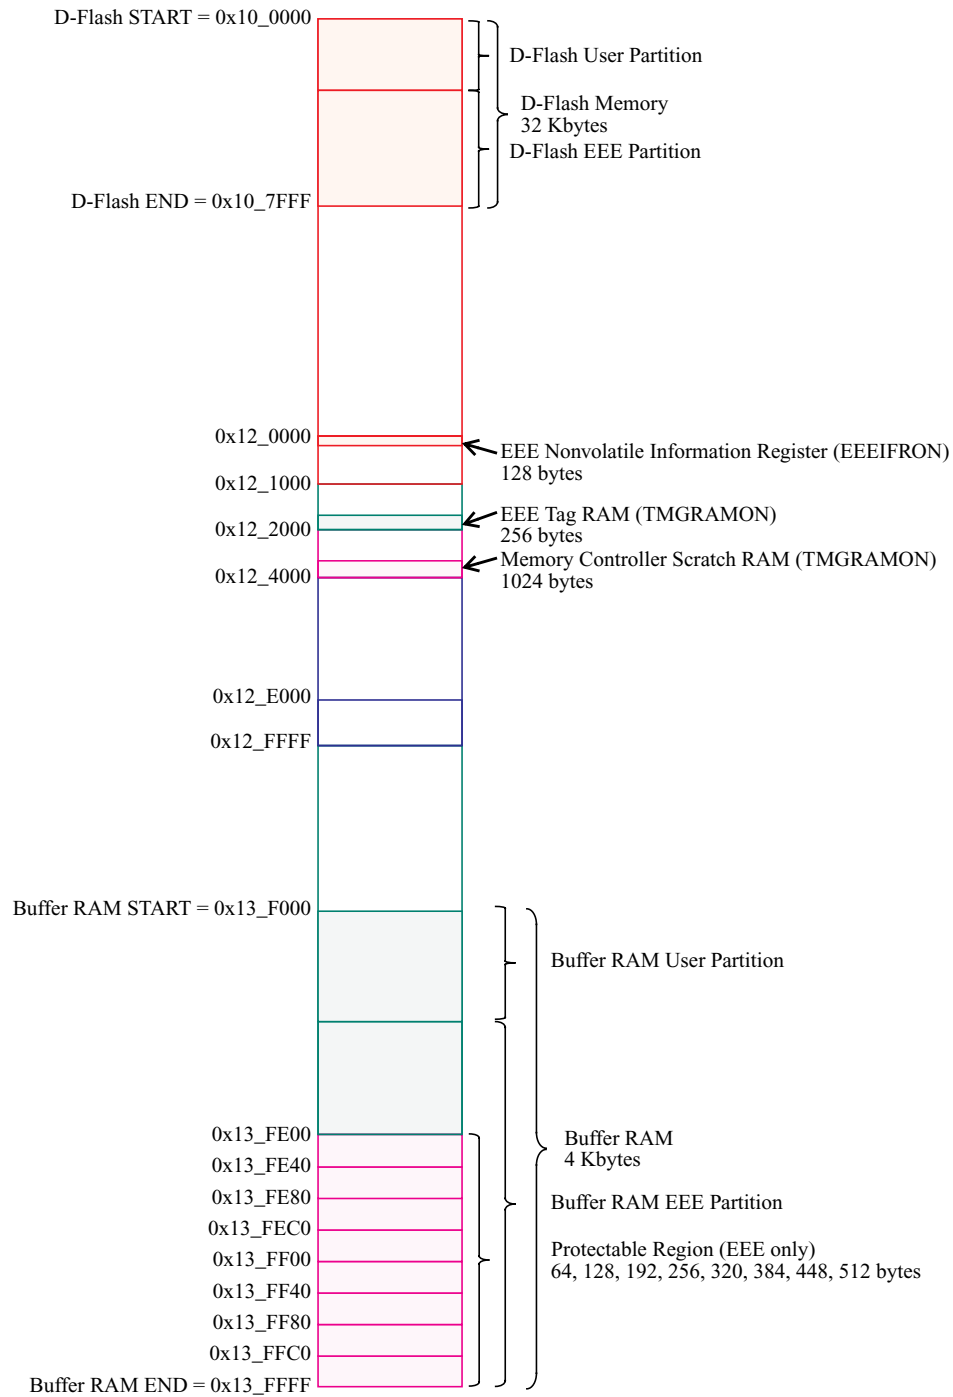 D-Flash START = 0x10_0000
D-Flash User Partition
D-Flash Memory
32 Kbytes
D-Flash EEE Partition
D-Flash END = 0x10_7FFF
0x12_0000
EEE Nonvolatile Information Register (EEEIFRON)
128 bytes
0x12_1000
EEE Tag RAM (TMGRAMON)
256 bytes
0x12_2000
Memory Controller Scratch RAM (TMGRAMON)
1024 bytes
0x12_4000
0x12_E000
0x12_FFFF
Buffer RAM START = 0x13_F000
Buffer RAM User Partition
0x13_FE00
Buffer RAM
4 Kbytes
0x13_FE40
0x13_FE80
Buffer RAM EEE Partition
0x13_FEC0
Protectable Region (EEE only)
64, 128, 192, 256, 320, 384, 448, 512 bytes
0x13_FF00
0x13_FF40
0x13_FF80
0x13_FFC0
Buffer RAM END = 0x13_FFFF